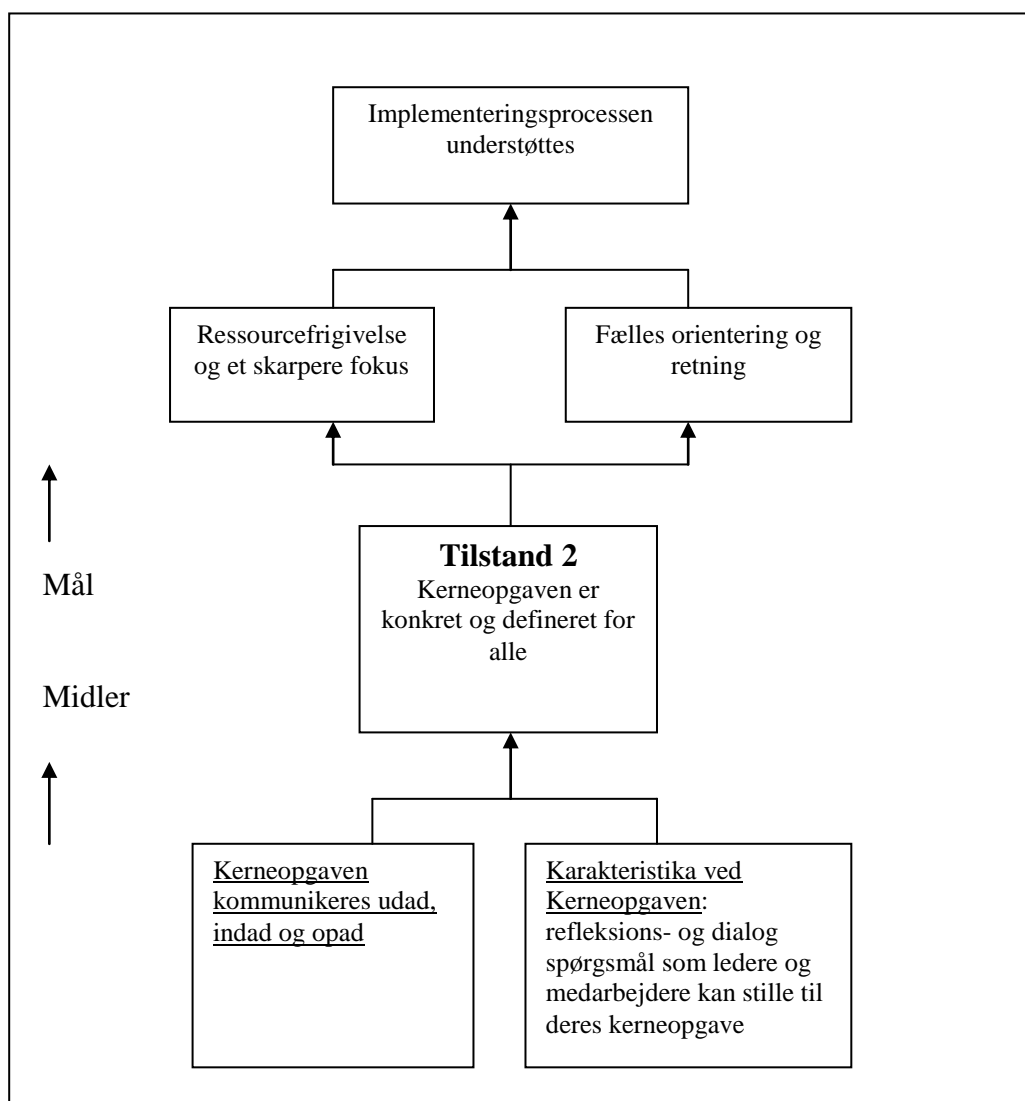 Implementeringsprocessen
understøttes
Ressourcefrigivelse
og et skarpere fokus
Fælles orientering og
retning
Mål
Midler
Tilstand 2
Kerneopgaven er
konkret og defineret for
alle
Kerneopgaven
kommunikeres udad,
indad og opad
Karakteristika ved
Kerneopgaven:
refleksions- og dialog
spørgsmål som ledere og
medarbejdere kan stille til
deres kerneopgave